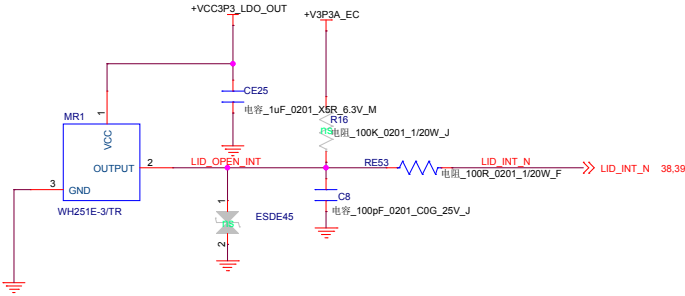 +VCC3P3_LDO_OUT
+V3P3A_EC
CE25
电容_1uF_0201_X5R_6.3V_M
MR1
1
VCC
R16
ns
电阻_100K_0201_1/20W_J
OUTPUT
2
LID_OPEN_INT
RE53
LID_INT_N
LID_INT_N 38,39
电阻_100R_0201_1/20W_F
3
GND
WH251E-3/TR
C8
电容_100pF_0201_C0G_25V_J
1
ESDE45
ns
2